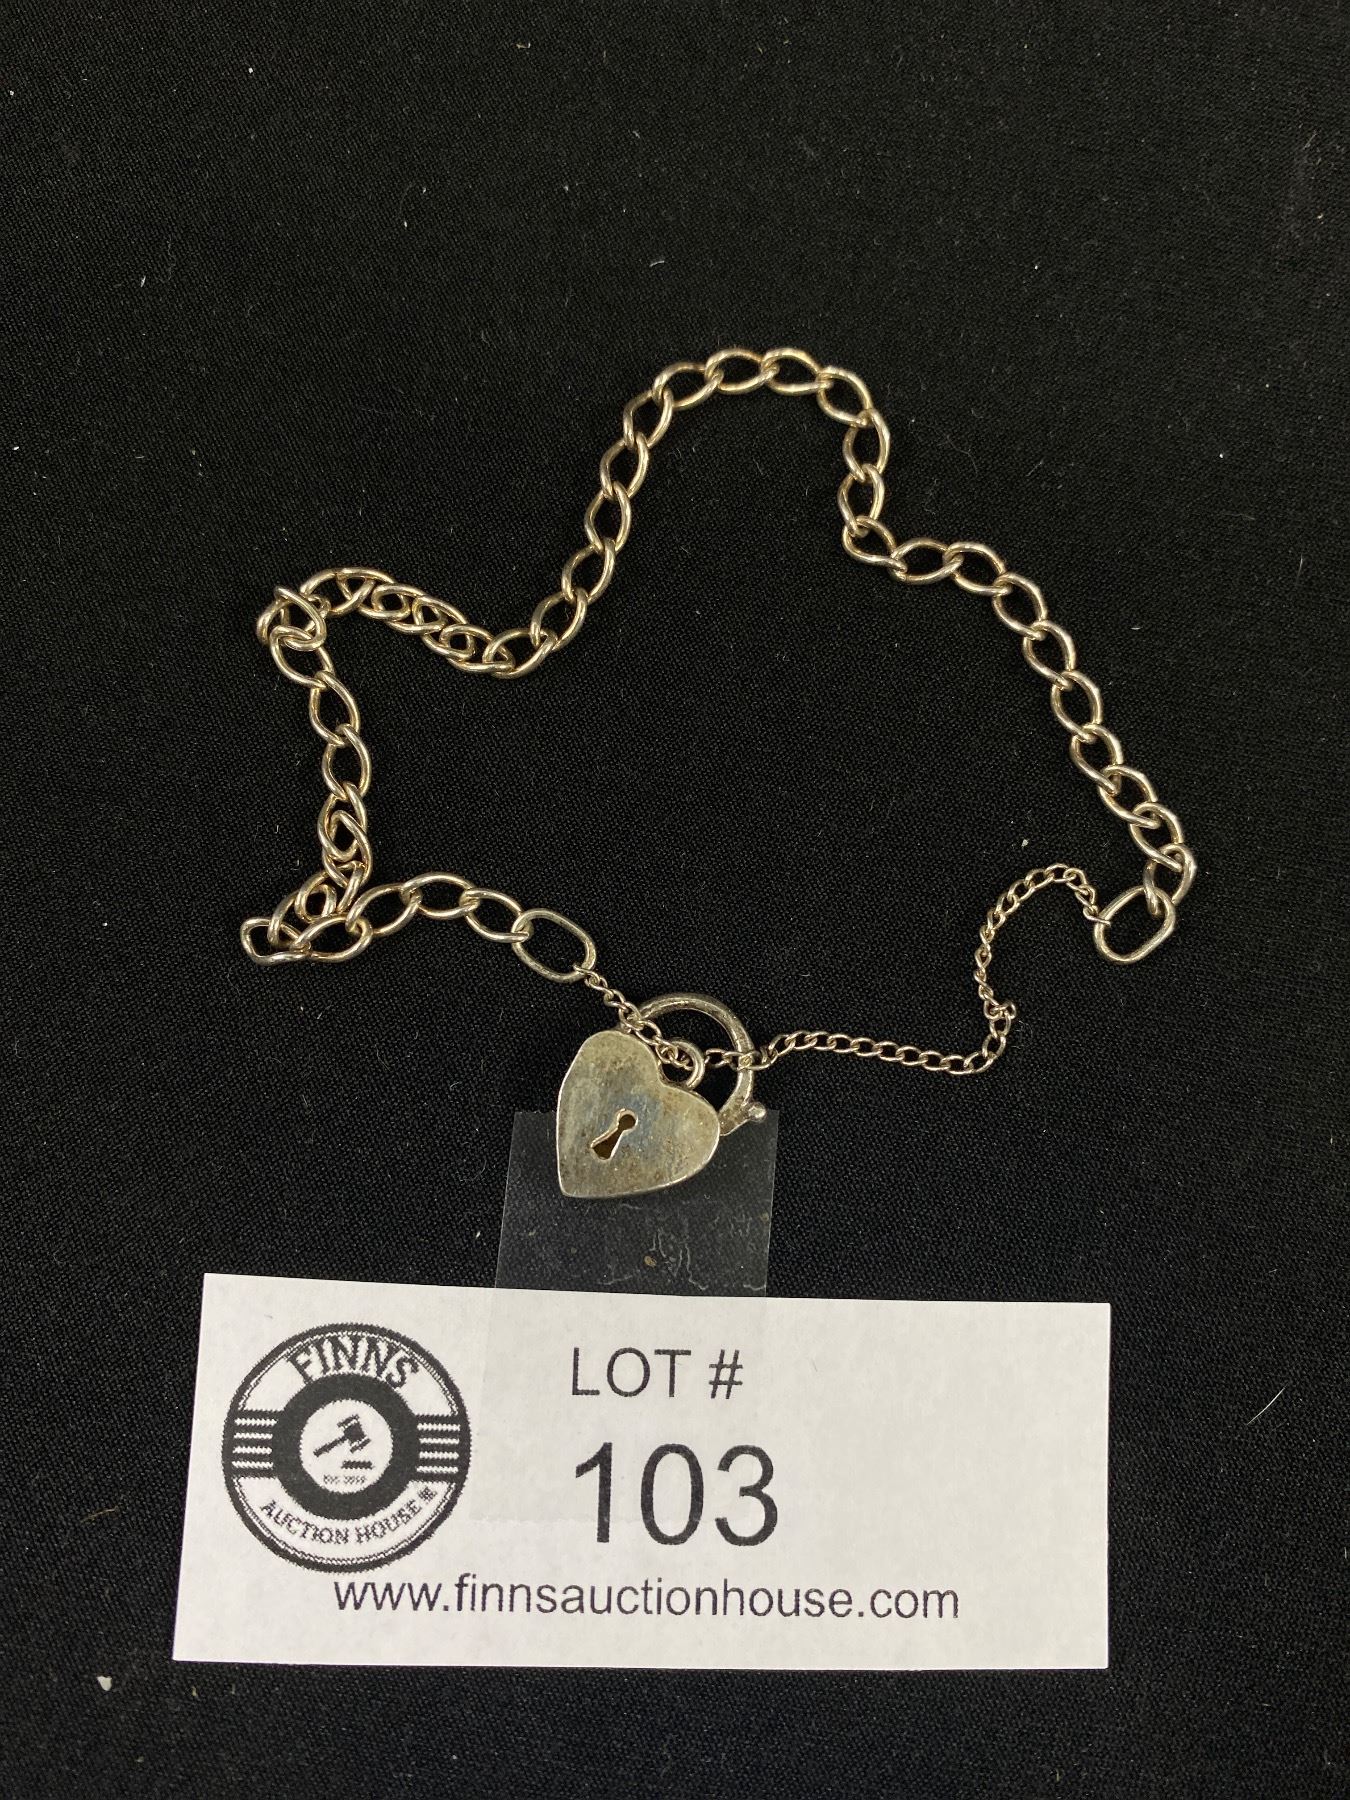 FINNS
AUCTION HOUSE
LOT #
103
www.finnsauctionhouse.com